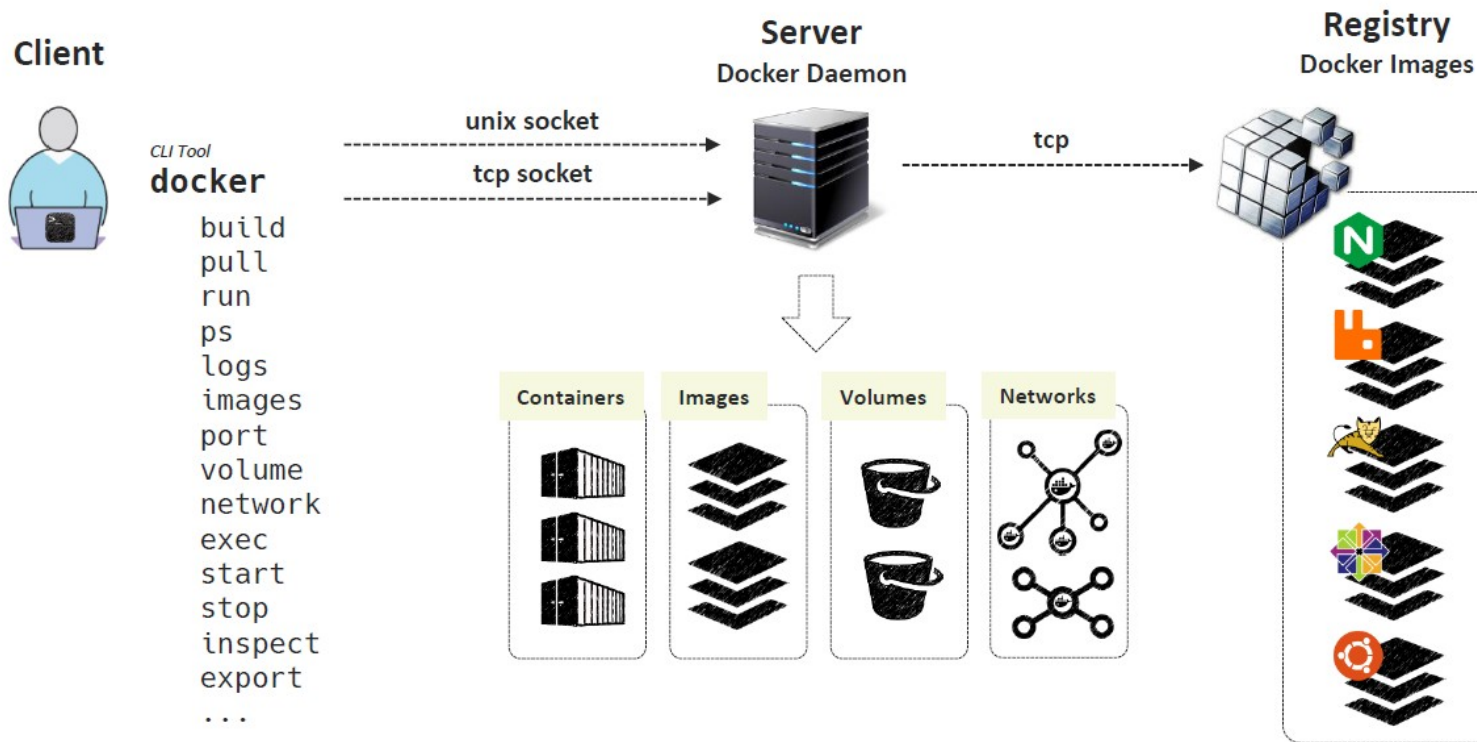 Client
Server
Docker Daemon
Registry
Docker Images
unix socket
tcp socket
tcp
CLI Tool
docker
build
pull
run
ps
logs
images
port
volume
network
exec
start
stop
inspect
export
...
Containers
Images
Volumes
Networks
N